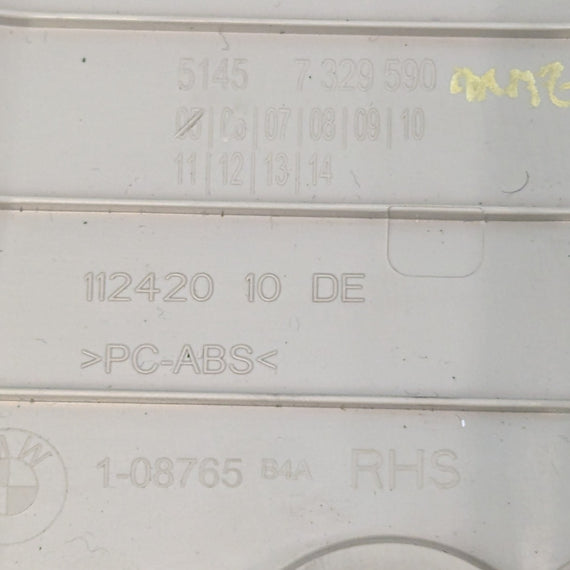 5145 7 329 590
05|06|07|08|09|10
11|12|13|14
112420 10 DE
>PC-ABS<
1-08765 B4A RHS